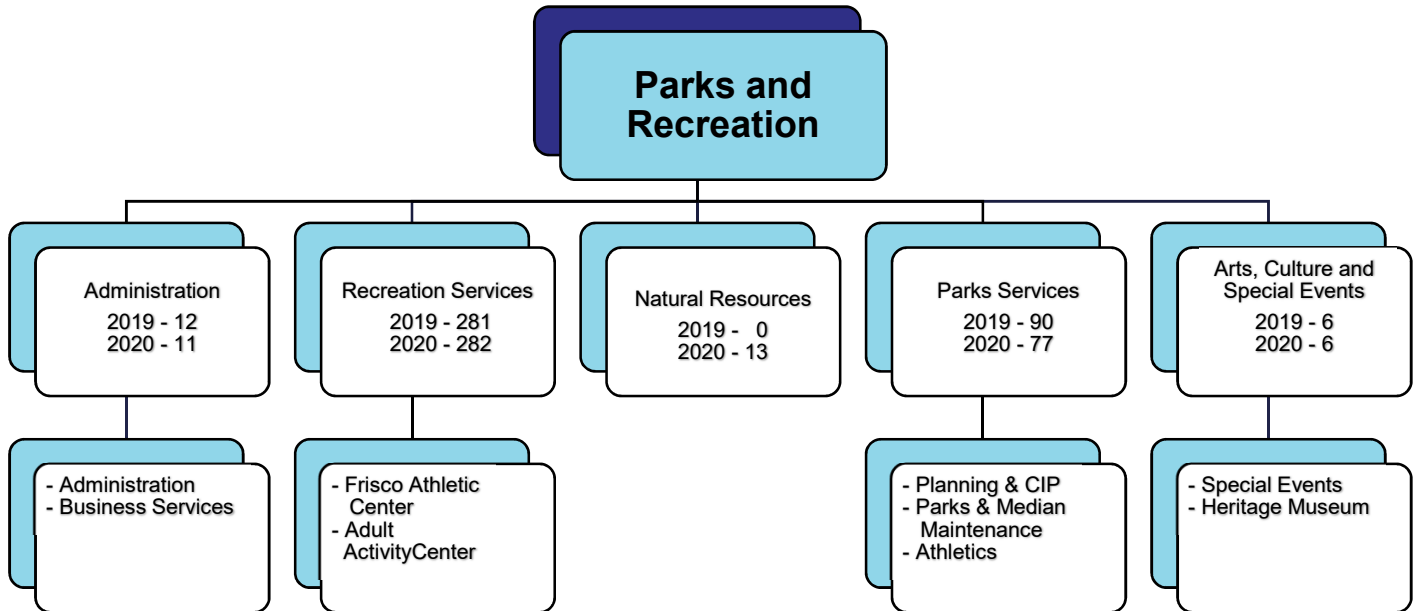 Parks and
Recreation
Administration
2019 - 12
2020 - 11
Recreation Services
2019 - 281
2020 - 282
Natural Resources
2019 -   0
2020 - 13
Parks Services
2019 - 90
2020 - 77
Arts, Culture and
Special Events
2019 - 6
2020 - 6
- Administration
- Business Services
- Frisco Athletic
Center
- Adult
ActivityCenter
- Planning & CIP
- Parks & Median
Maintenance
- Athletics
- Special Events
- Heritage Museum